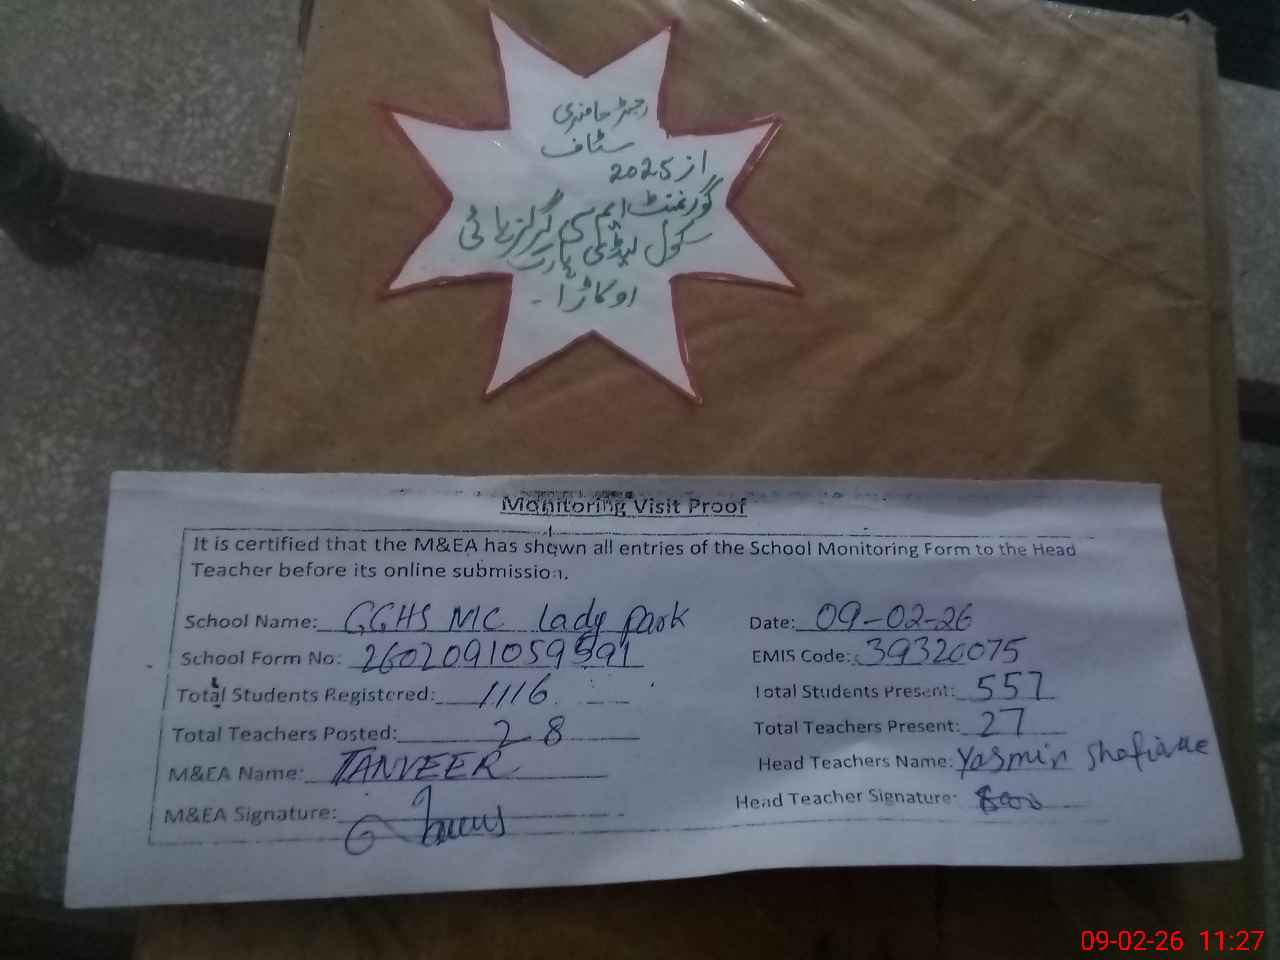 رجسٹر حاضری
سٹاف
از 2025
گورنمنٹ ایم سی گرلز ہائی
سکول لیڈی پارک
اوکاڑا -
Monitoring Visit Proof
It is certified that the M&EA has shown all entries of the School Monitoring Form to the Head
Teacher before its online submission.
School Name: GGHS MC Lady Park
Date: 09-02-26
School Form No: 2602091059591
EMIS Code: 39320075
Total Students Registered: 1116
Total Students Present: 557
Total Teachers Posted: 28
Total Teachers Present: 27
M&EA Name: TANVEER
Head Teachers Name: Yasmin Shafique
M&EA Signature:
Head Teacher Signature:
09-02-26 11:27